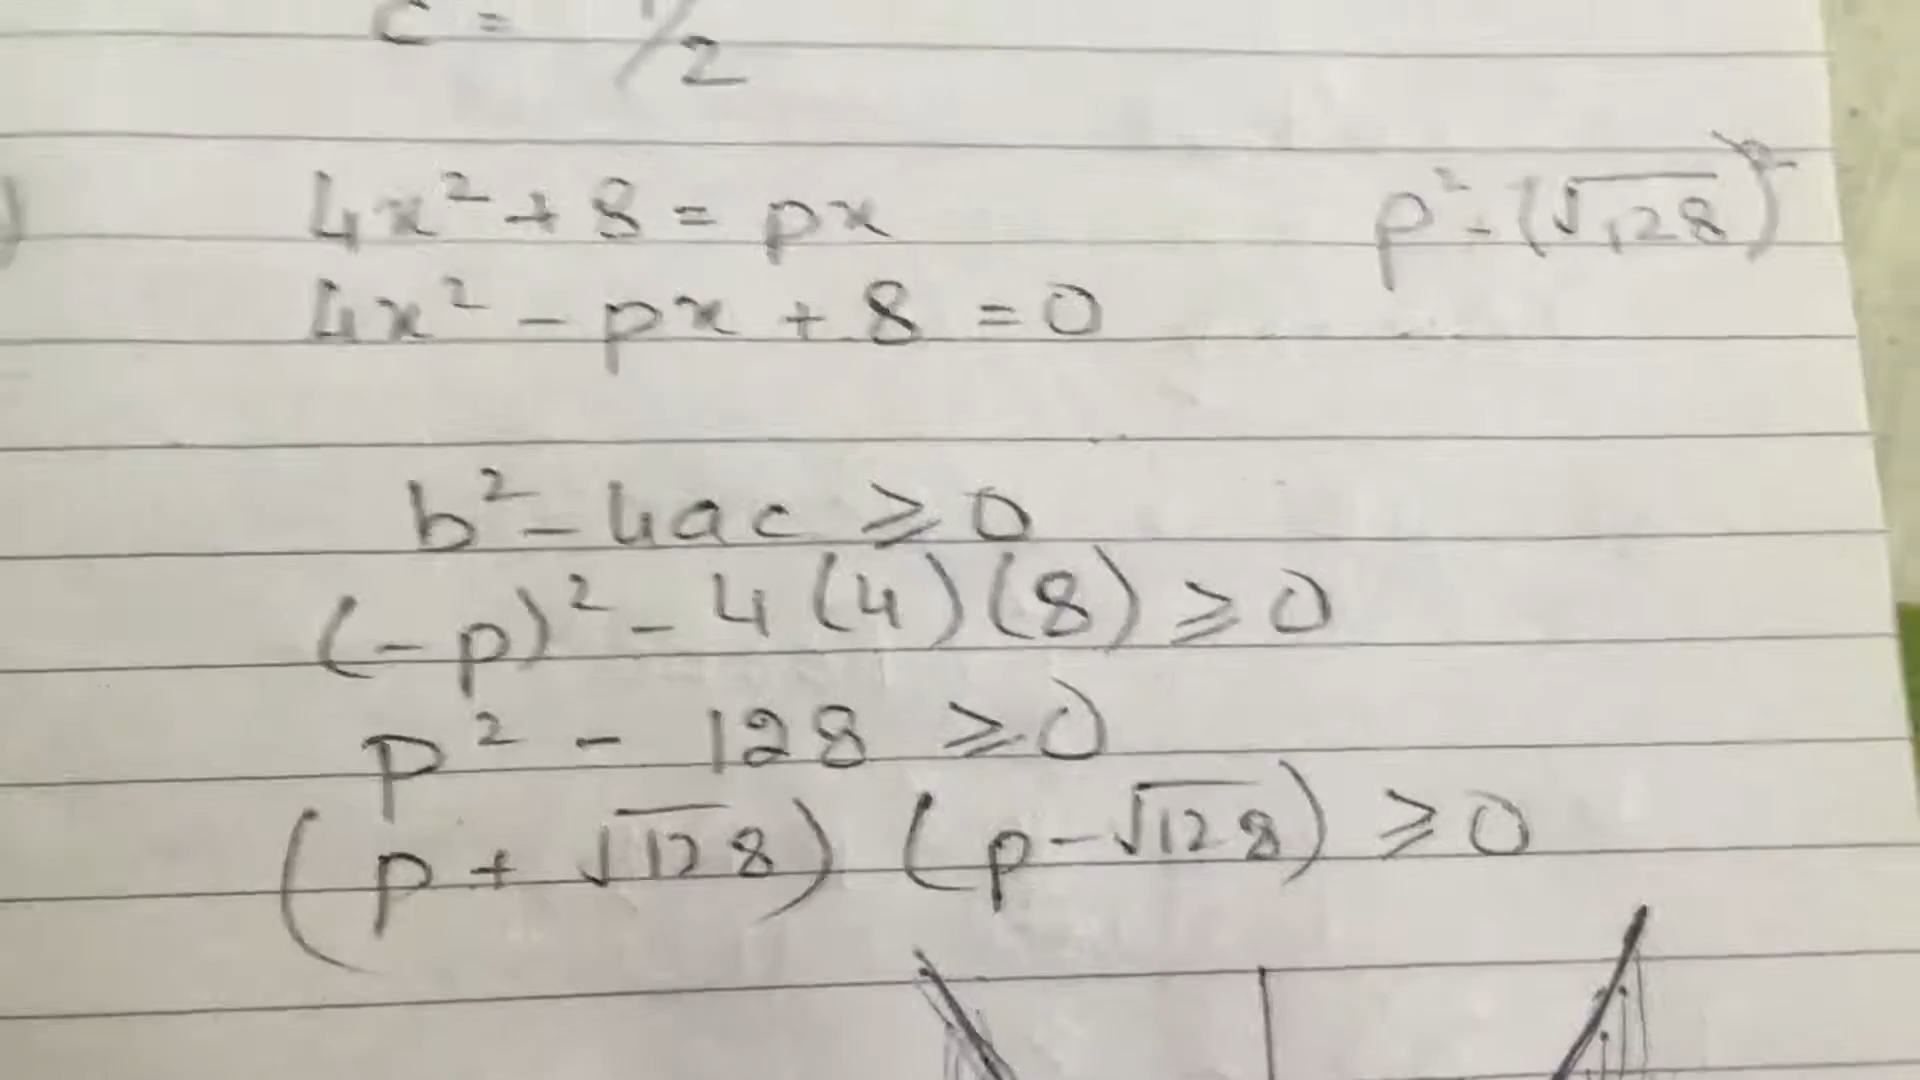 c = 1/2
4x² + 8 = px
p² - (√128)²
4x² - px + 8 = 0
b² - 4ac ⩾ 0
(-p)² - 4(4)(8) ⩾ 0
p² - 128 ⩾ 0
(p + √128) (p - √128) ⩾ 0